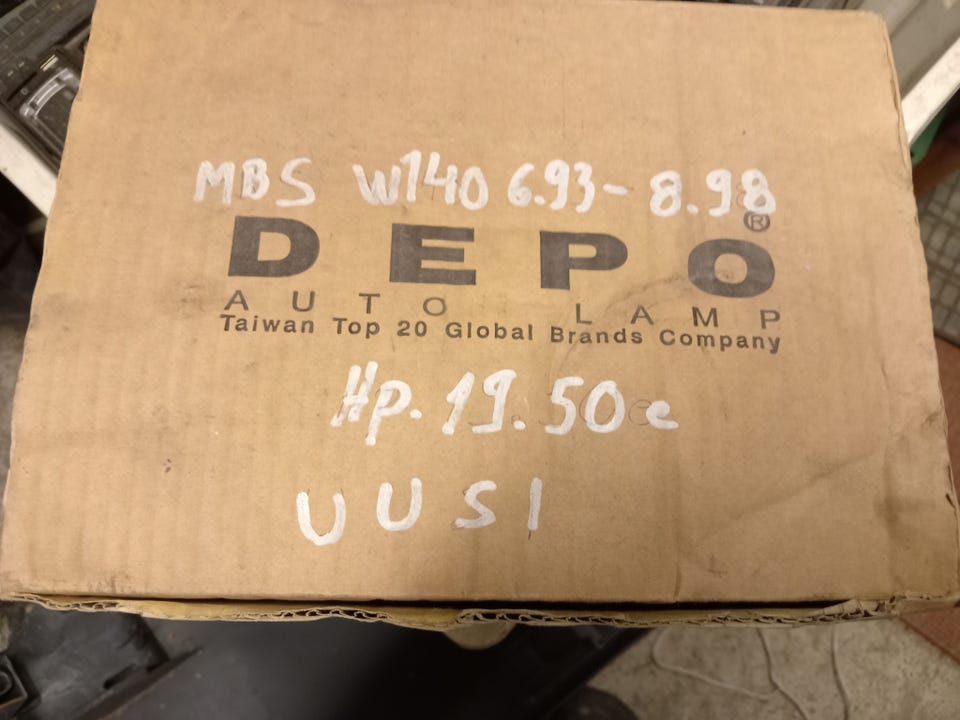 MBS W140 6.93-8.98
DEPO®
AUTO LAMP
Taiwan Top 20 Global Brands Company
Hp. 19.50e
UUSI